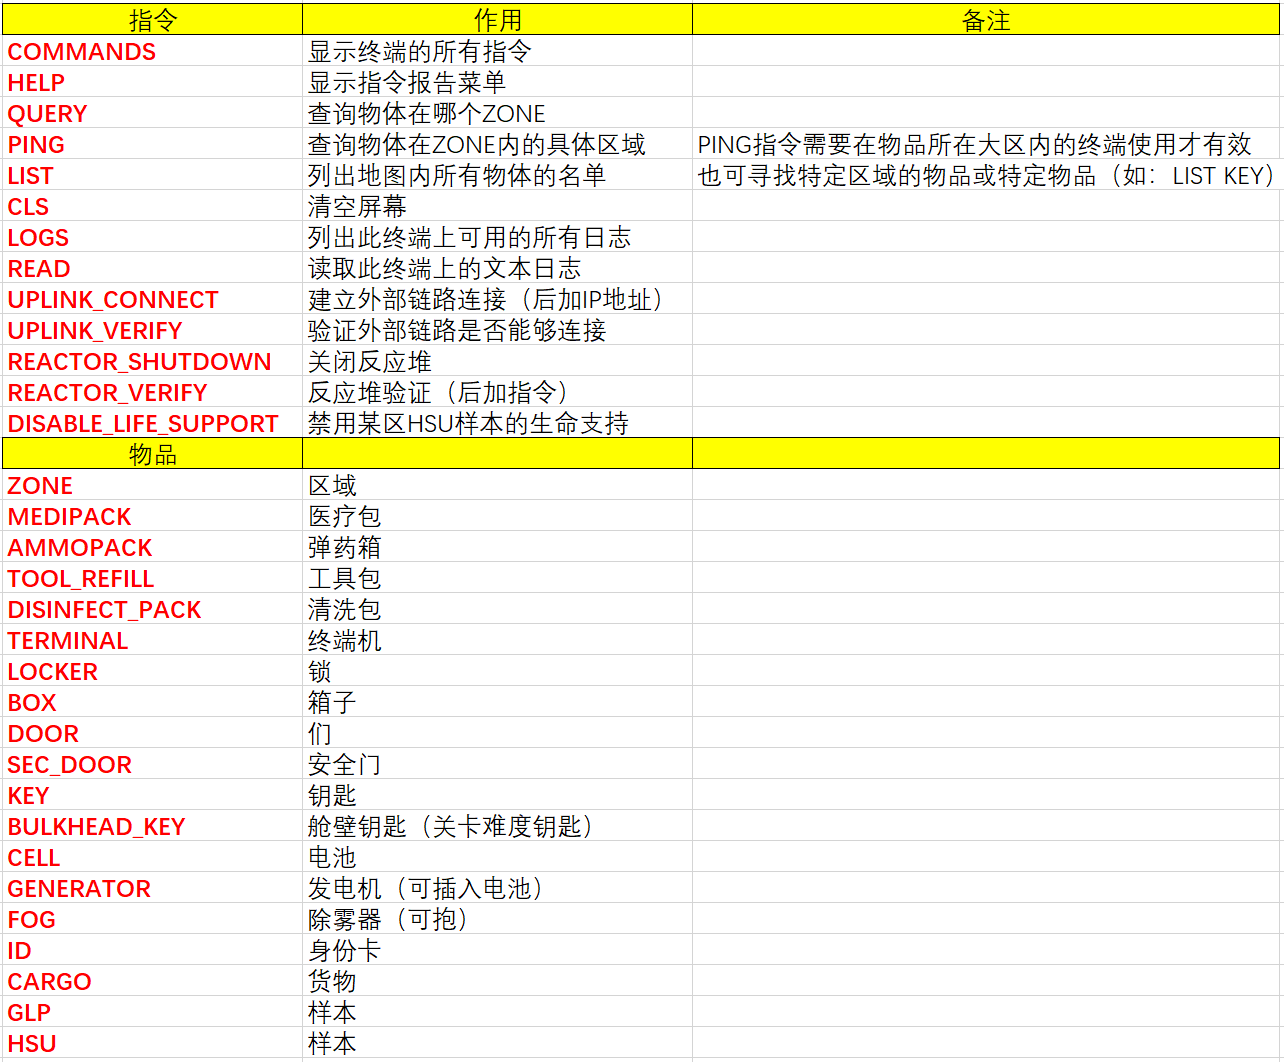 指令 作用 备注
COMMANDS 显示终端的所有指令
HELP 显示指令报告菜单
QUERY 查询物体在哪个ZONE
PING 查询物体在ZONE内的具体区域 PING指令需要在物品所在大区内的终端使用才有效
LIST 列出地图内所有物体的名单 也可寻找特定区域的物品或特定物品（如：LIST KEY）
CLS 清空屏幕
LOGS 列出此终端上可用的所有日志
READ 读取此终端上的文本日志
UPLINK_CONNECT 建立外部链路连接（后加IP地址）
UPLINK_VERIFY 验证外部链路是否能够连接
REACTOR_SHUTDOWN 关闭反应堆
REACTOR_VERIFY 反应堆验证（后加指令）
DISABLE_LIFE_SUPPORT 禁用某区HSU样本的生命支持
物品
ZONE 区域
MEDIPACK 医疗包
AMMOPACK 弹药箱
TOOL_REFILL 工具包
DISINFECT_PACK 清洗包
TERMINAL 终端机
LOCKER 锁
BOX 箱子
DOOR 们
SEC_DOOR 安全门
KEY 钥匙
BULKHEAD_KEY 舱壁钥匙（关卡难度钥匙）
CELL 电池
GENERATOR 发电机（可插入电池）
FOG 除雾器（可抱）
ID 身份卡
CARGO 货物
GLP 样本
HSU 样本